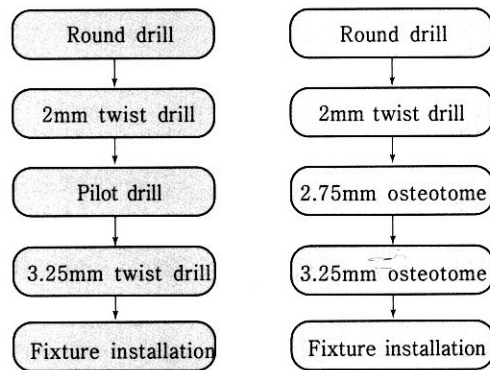 Round drill
2mm twist drill
Pilot drill
3.25mm twist drill
Fixture installation
Round drill
2mm twist drill
2.75mm osteotome
3.25mm osteotome
Fixture installation